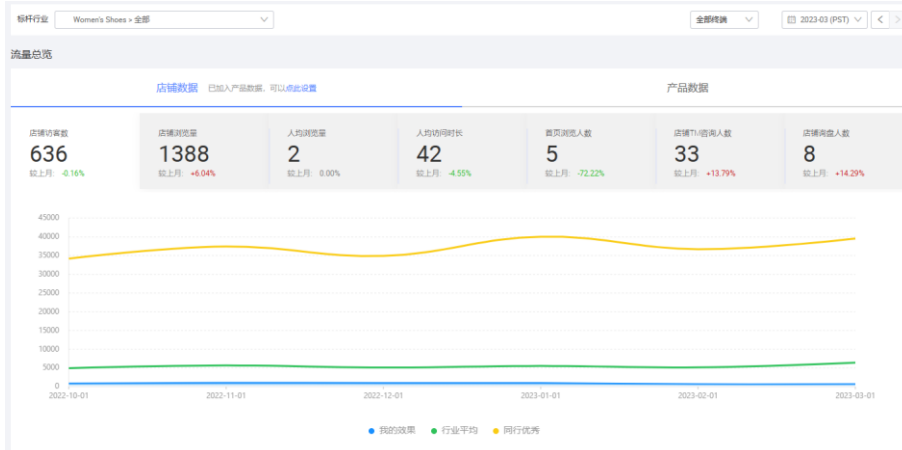 标杆行业 Women's Shoes > 全部 全部终端 2023-03 (PST) < >
流量总览
店铺数据 已加入产品数据，可以点此设置 产品数据
店铺访客数 店铺浏览量 人均浏览量 人均访问时长 首页浏览人数 店铺TM咨询人数 店铺询盘人数
636 1388 2 42 5 33 8
较上月: -0.16% 较上月: +6.04% 较上月: 0.00% 较上月: -4.55% 较上月: -72.22% 较上月: +13.79% 较上月: +14.29%
45000
40000
35000
30000
25000
20000
15000
10000
5000
0
2022-10-01 2022-11-01 2022-12-01 2023-01-01 2023-02-01 2023-03-01
我的效果 行业平均 同行优秀